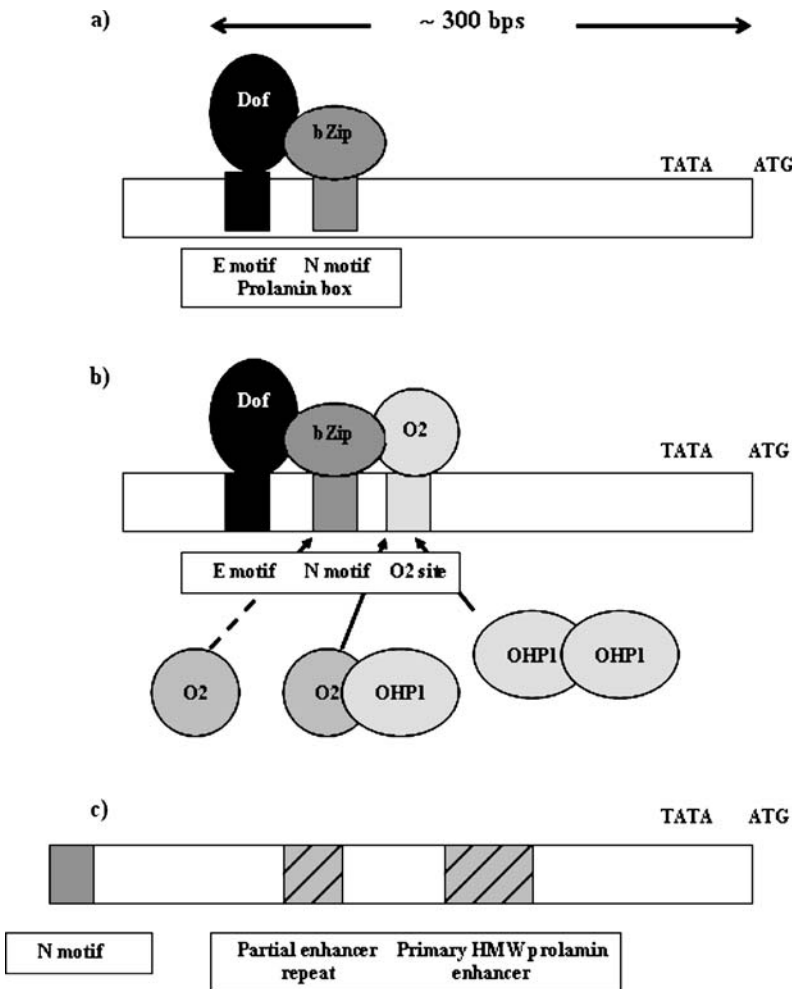 a)
~ 300 bps
Dof
b Zip
TATA ATG
E motif N motif
Prolamin box
b)
Dof
b Zip
O2
TATA ATG
E motif N motif O2 site
O2
O2 OHP1
OHP1 OHP1
c)
TATA ATG
N motif
Partial enhancer
repeat
Primary HMW prolamin
enhancer